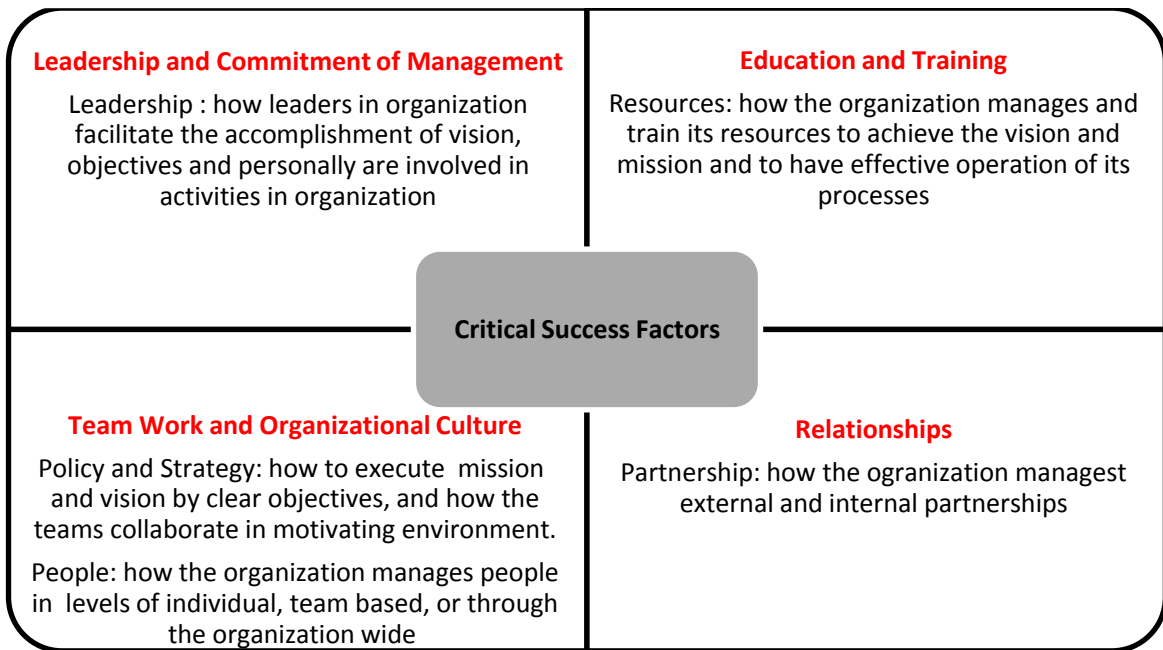 Leadership and Commitment of Management
Leadership : how leaders in organization
facilitate the accomplishment of vision,
objectives and personally are involved in
activities in organization
Education and Training
Resources: how the organization manages and
train its resources to achieve the vision and
mission and to have effective operation of its
processes
Critical Success Factors
Team Work and Organizational Culture
Policy and Strategy: how to execute mission
and vision by clear objectives, and how the
teams collaborate in motivating environment.
People: how the organization manages people
in levels of individual, team based, or through
the organization wide
Relationships
Partnership: how the ogranization managest
external and internal partnerships